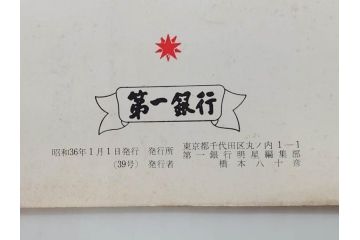 第一銀行
昭和36年1月1日発行 発行所 東京都千代田区丸ノ内1―1
第一銀行明星編集部
(39号) 発行者 橋本八十彦